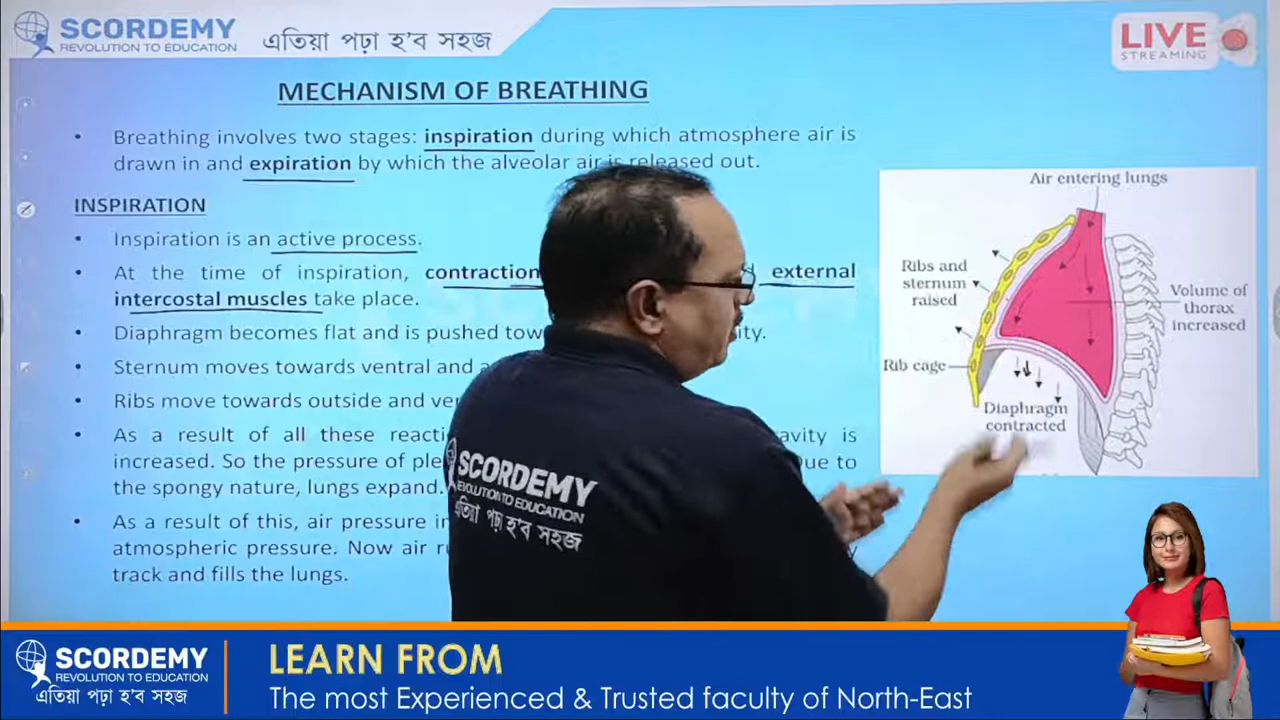 SCORDEMY
REVOLUTION TO EDUCATION
এতিয়া পঢ়া হ'ব সহজ
LIVE
STREAMING
MECHANISM OF BREATHING
• Breathing involves two stages: inspiration during which atmosphere air is
drawn in and expiration by which the alveolar air is released out.
INSPIRATION
• Inspiration is an active process.
• At the time of inspiration, contraction external
intercostal muscles take place.
• Diaphragm becomes flat and is pushed
• Sternum moves towards ventral and
• Ribs move towards outside and
• As a result of all these is
increased. So the pressure of Due to
the spongy nature, lungs expand.
• As a result of this, air pressure
atmospheric pressure. Now air
track and fills the lungs.
Air entering lungs
Ribs and
sternum
raised
Volume of
thorax
increased
Rib cage
Diaphragm
contracted
SCORDEMY
REVOLUTION TO EDUCATION
এতিয়া পঢ়া হ'ব সহজ
SCORDEMY
REVOLUTION TO EDUCATION
এতিয়া পঢ়া হ'ব সহজ
LEARN FROM
The most Experienced & Trusted faculty of North-East